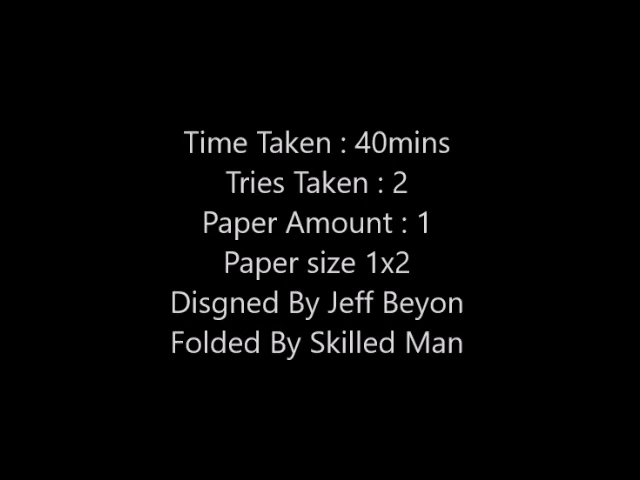 Time Taken : 40mins
Tries Taken : 2
Paper Amount : 1
Paper size 1x2
Disgned By Jeff Beyon
Folded By Skilled Man